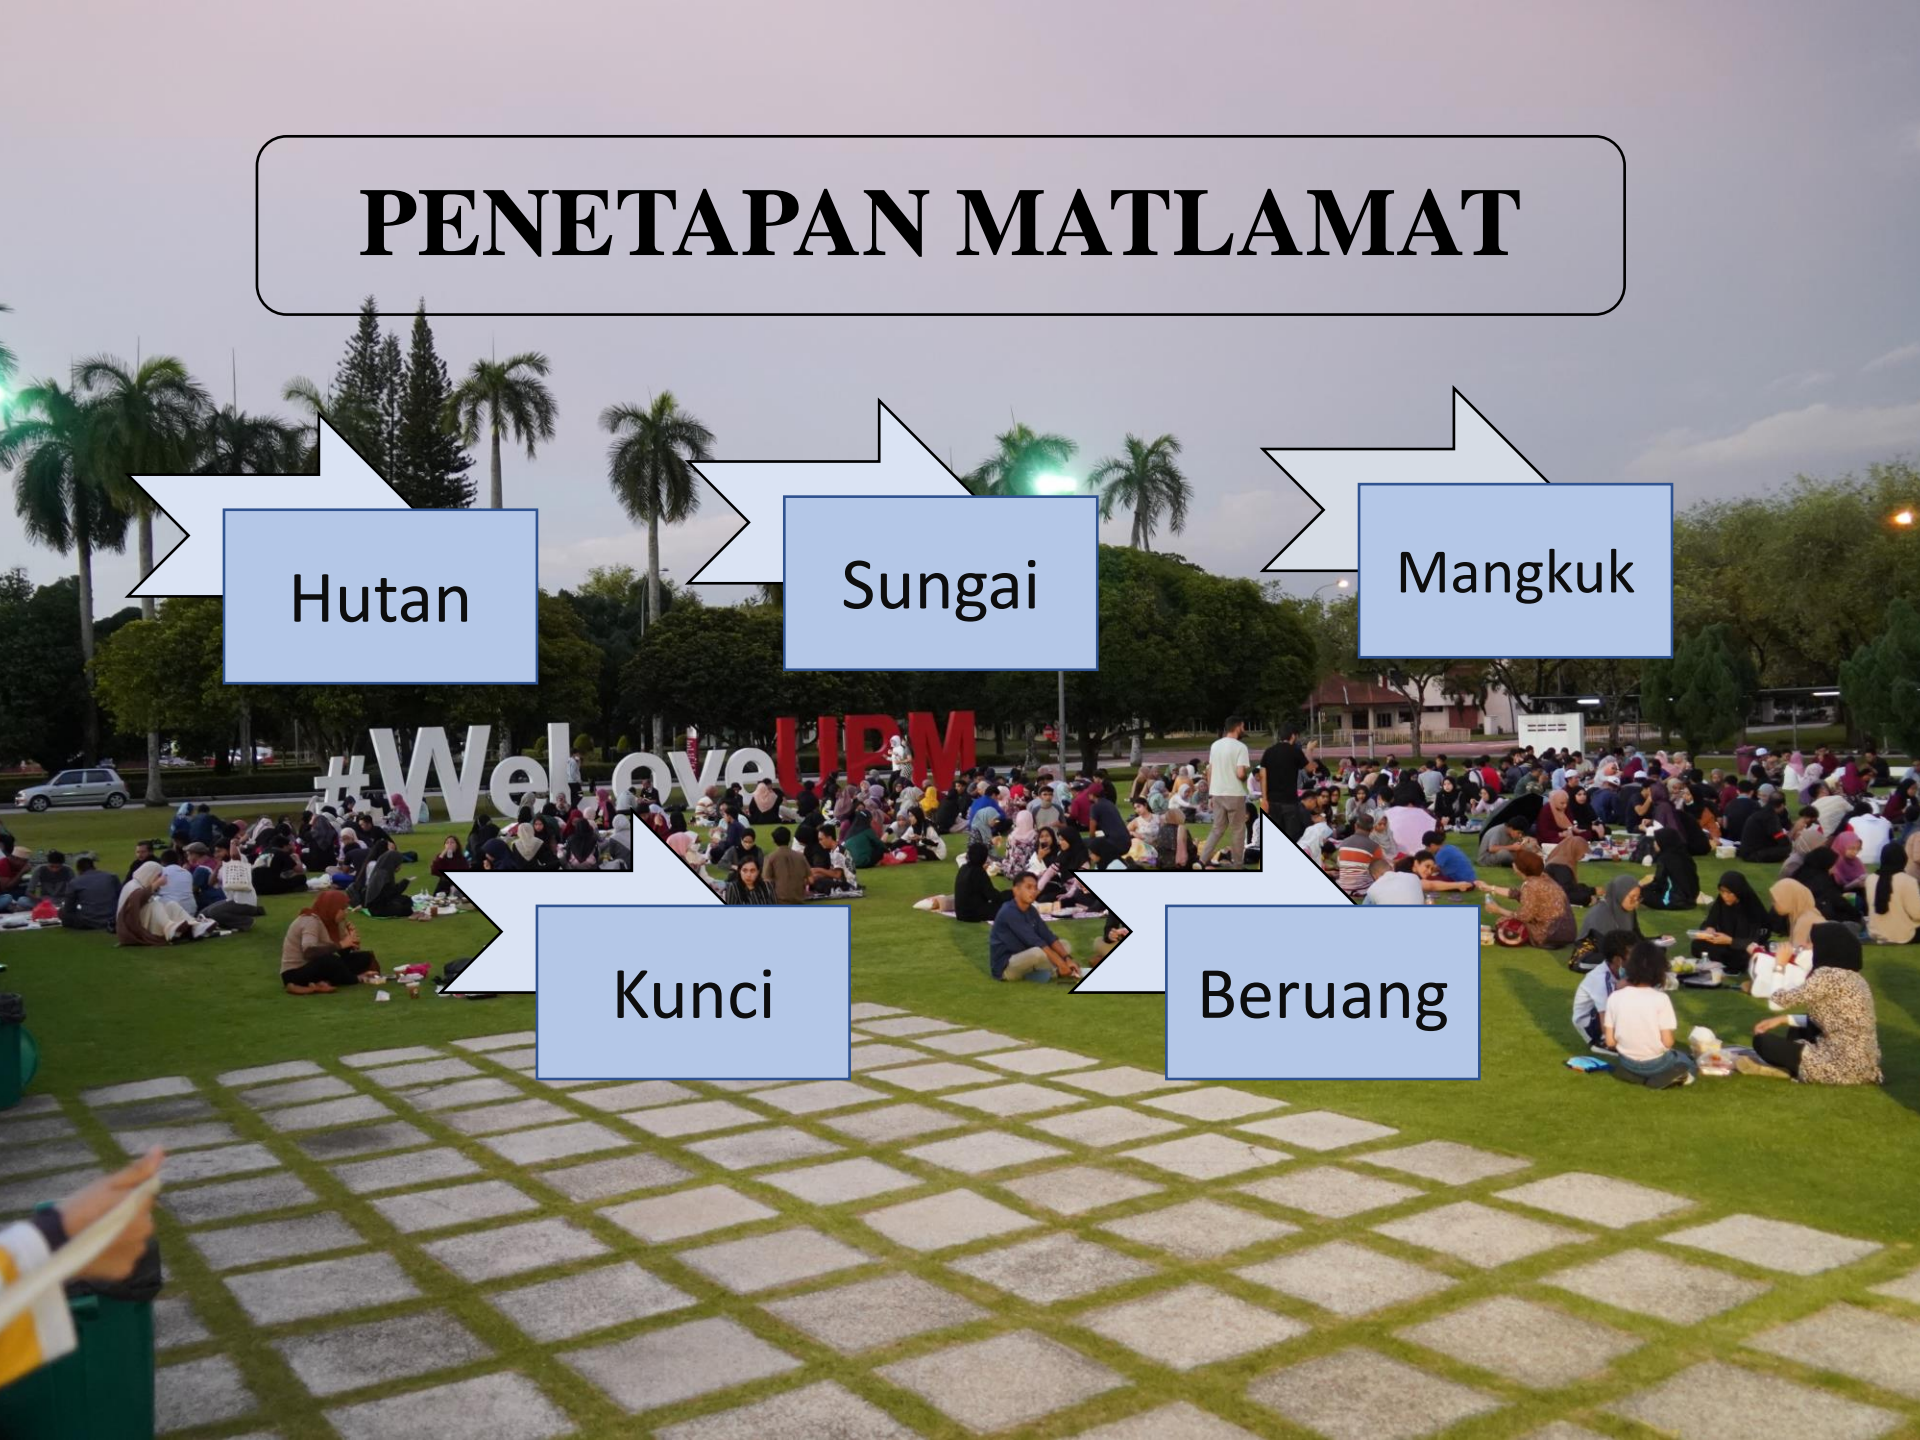 PENETAPAN MATLAMAT
Hutan
Sungai
Mangkuk
#WeLoveUPM
Kunci
Beruang